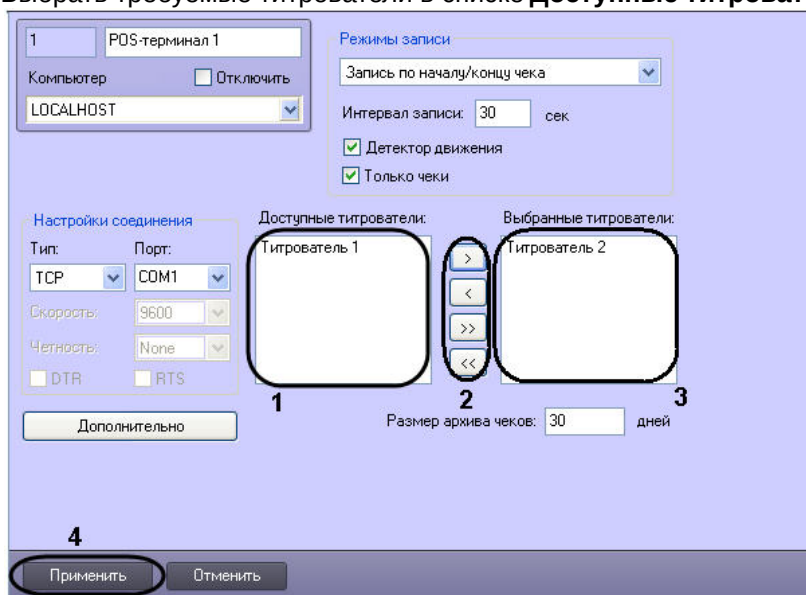 Выбрать требуемые титрователи в списке Доступные титроват
1 POS-терминал 1
Компьютер Отключить
LOCALHOST
Режимы записи
Запись по началу/концу чека
Интервал записи: 30 сек
Детектор движения
Только чеки
Настройки соединения
Тип: Порт:
TCP COM1
Скорость: 9600
Четность: None
DTR RTS
Дополнительно
Доступные титрователи: Выбранные титрователи:
Титрователь 1 > Титрователь 2
<
>>
<<
1 2 3
Размер архива чеков: 30 дней
4
Применить Отменить